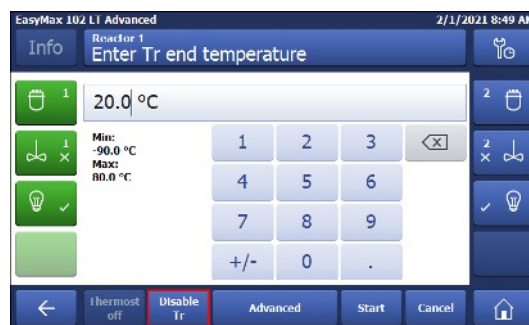 EasyMax 102 LT Advanced 2/1/2021 8:49 AM
Info
Reactor 1
Enter Tr end temperature
1
20.0 °C
2
1
Min:
-90.0 °C
Max:
80.0 °C
1 2 3
2
4 5 6
7 8 9
+/- 0 .
Thermost off
Disable Tr
Advanced
Start
Cancel